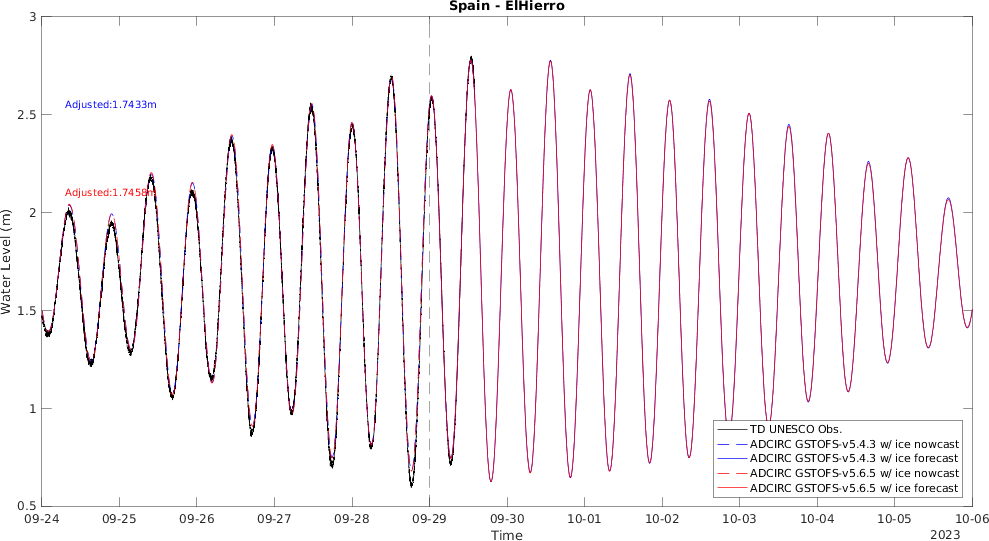 Spain - ElHierro
3
2.5
2
1.5
1
0.5
Water Level (m)
Adjusted:1.7433m
Adjusted:1.7458m
TD UNESCO Obs.
ADCIRC GSTOFS-v5.4.3 w/ ice nowcast
ADCIRC GSTOFS-v5.4.3 w/ ice forecast
ADCIRC GSTOFS-v5.6.5 w/ ice nowcast
ADCIRC GSTOFS-v5.6.5 w/ ice forecast
09-24 09-25 09-26 09-27 09-28 09-29 09-30 10-01 10-02 10-03 10-04 10-05 10-06
Time
2023